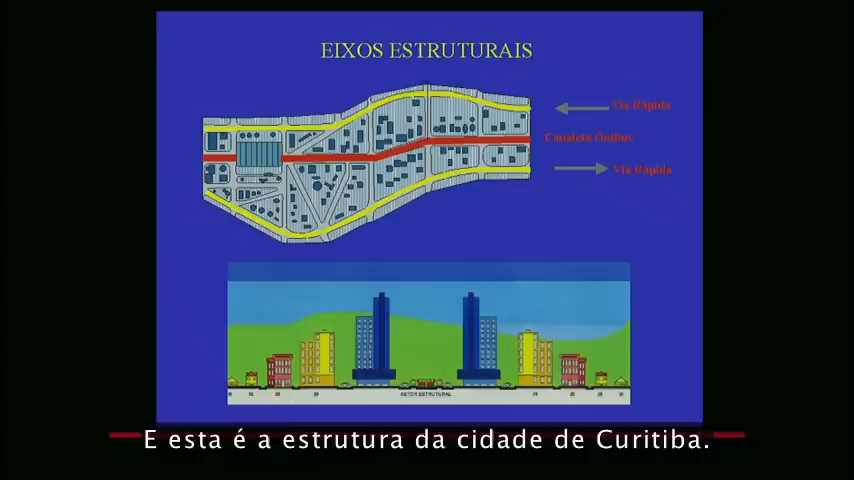 EIXOS ESTRUTURAIS
Via Rápida
Canaleta Ônibus
Via Rápida
SETOR ESTRUTURAL
E esta é a estrutura da cidade de Curitiba.